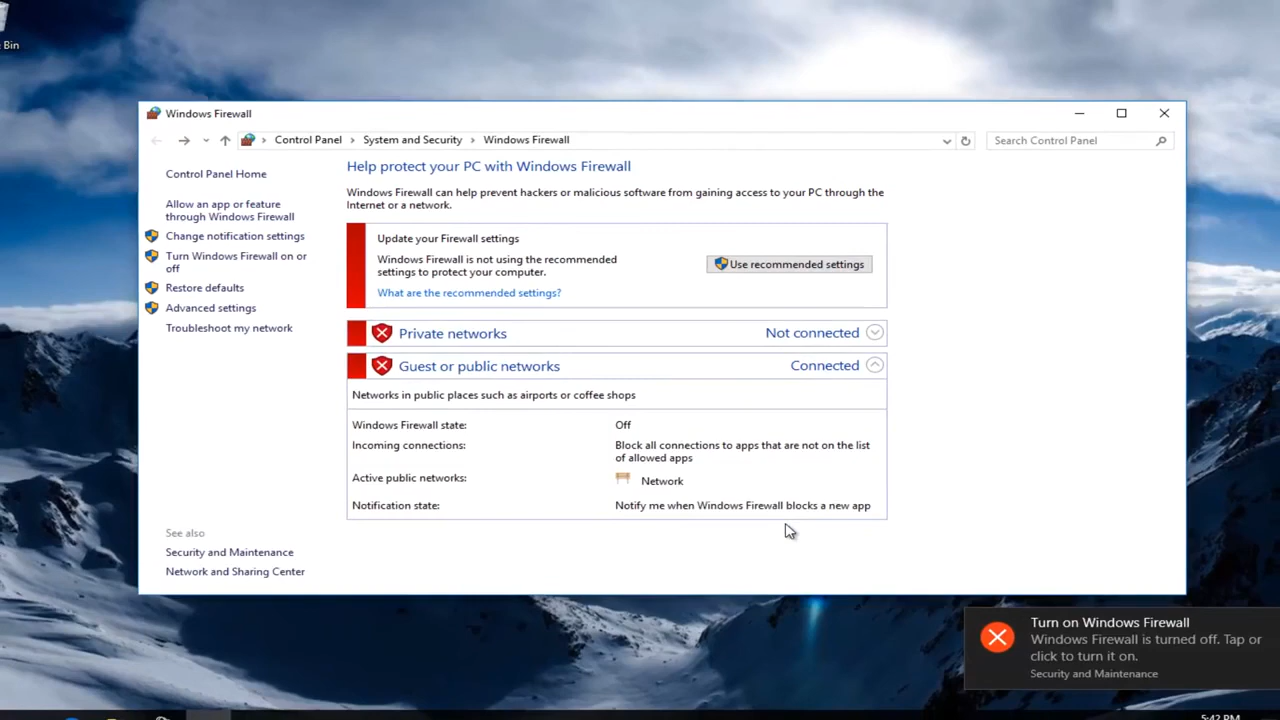 Bin
Windows Firewall
Control Panel > System and Security > Windows Firewall
Search Control Panel
Control Panel Home
Allow an app or feature
through Windows Firewall
Change notification settings
Turn Windows Firewall on or
off
Restore defaults
Advanced settings
Troubleshoot my network
See also
Security and Maintenance
Network and Sharing Center
Help protect your PC with Windows Firewall
Windows Firewall can help prevent hackers or malicious software from gaining access to your PC through the
Internet or a network.
Update your Firewall settings
Windows Firewall is not using the recommended
settings to protect your computer.
Use recommended settings
What are the recommended settings?
Private networks Not connected
Guest or public networks Connected
Networks in public places such as airports or coffee shops
Windows Firewall state: Off
Incoming connections: Block all connections to apps that are not on the list
of allowed apps
Active public networks: Network
Notification state: Notify me when Windows Firewall blocks a new app
Turn on Windows Firewall
Windows Firewall is turned off. Tap or
click to turn it on.
Security and Maintenance
5:42 PM